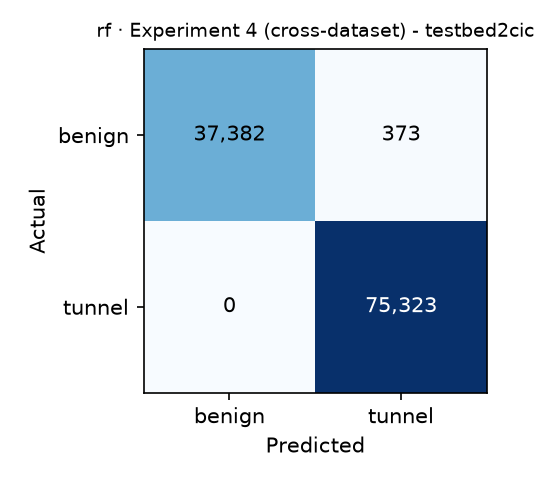 rf · Experiment 4 (cross-dataset) - testbed2cic
benign 37,382 373
Actual
tunnel 0 75,323
benign tunnel
Predicted